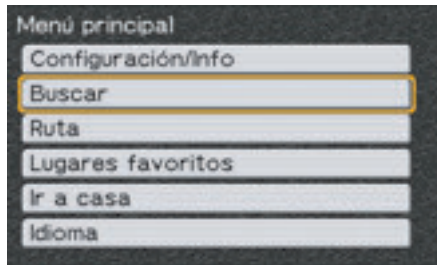 Menú principal
Configuración/Info
Buscar
Ruta
Lugares favoritos
Ir a casa
Idioma